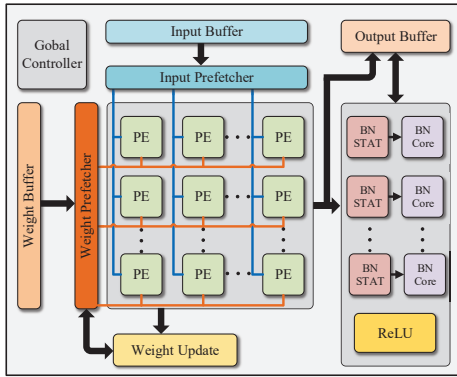 Gobal
Controller
Input Buffer
Output Buffer
Input Prefetcher
Weight Buffer
Weight Prefetcher
PE
PE
PE
PE
PE
PE
PE
PE
PE
BN
STAT
BN
Core
BN
STAT
BN
Core
BN
STAT
BN
Core
Weight Update
ReLU